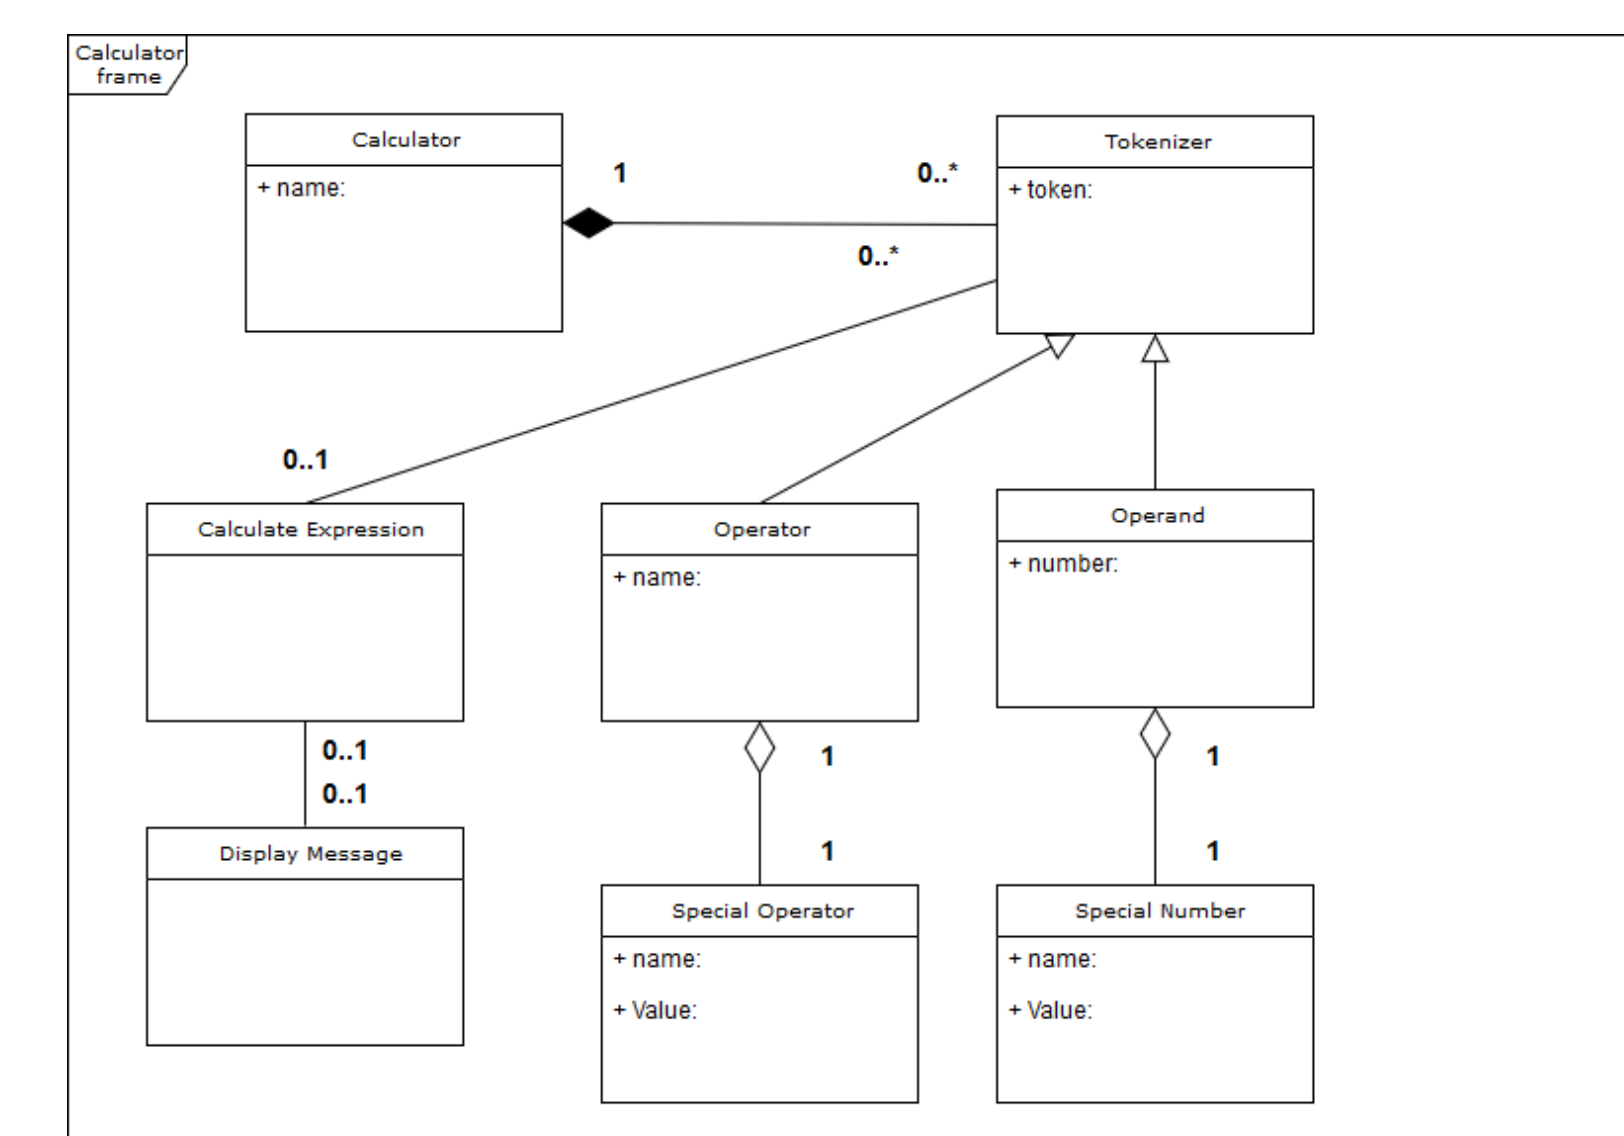 Calculator
frame
Calculator
+ name:
1
0..*
Tokenizer
+ token:
0..*
0..1
Calculate Expression
Operator
+ name:
Operand
+ number:
0..1
0..1
1
1
Display Message
1
1
Special Operator
+ name:
+ Value:
Special Number
+ name:
+ Value: